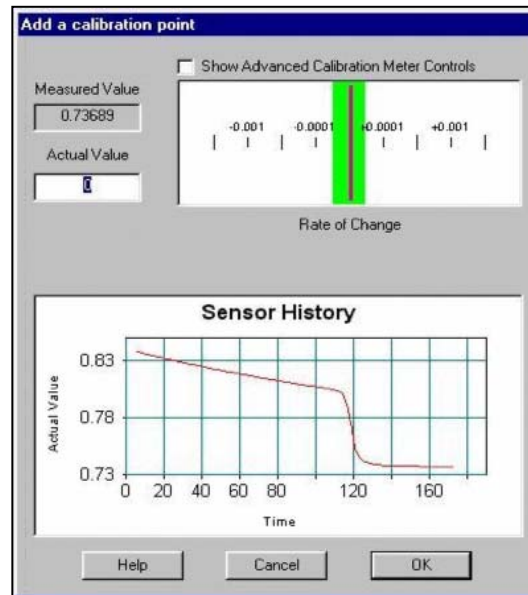 Add a calibration point
Show Advanced Calibration Meter Controls
Measured Value
0.73689
Actual Value
0
-0.001 -0.0001 +0.0001 +0.001
Rate of Change
Sensor History
Actual Value
0.83
0.78
0.73
0 20 40 60 80 120 160
Time
Help Cancel OK